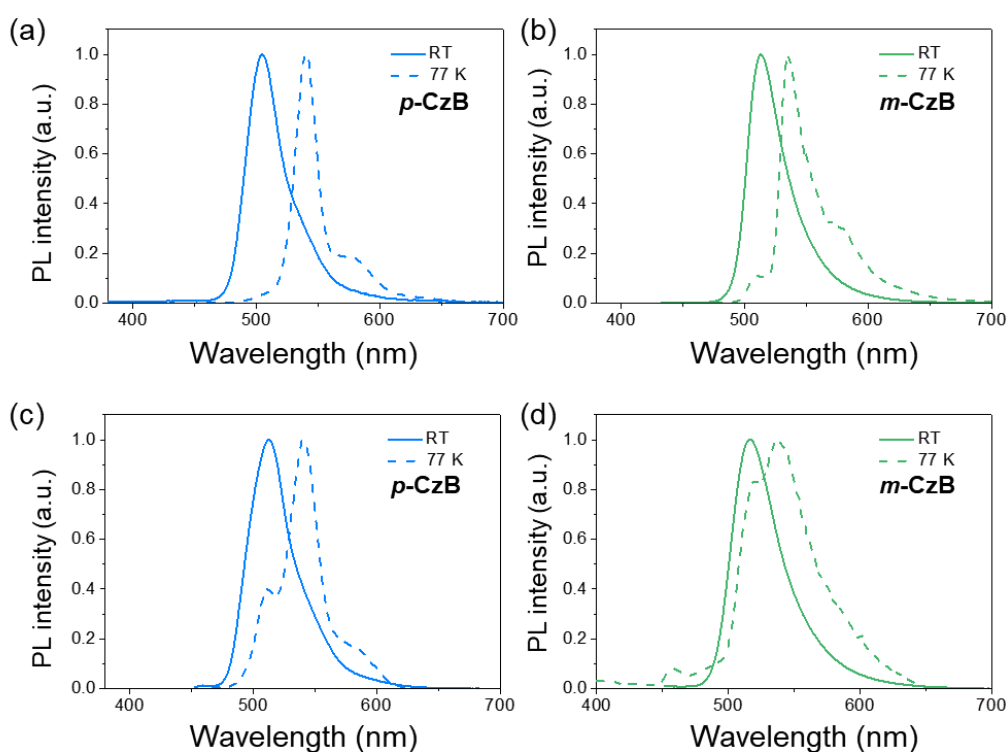 (a)
RT
77 K
p-CzB
PL intensity (a.u.)
1.0
0.8
0.6
0.4
0.2
0.0
400 500 600 700
Wavelength (nm)
(b)
RT
77 K
m-CzB
PL intensity (a.u.)
1.0
0.8
0.6
0.4
0.2
0.0
400 500 600 700
Wavelength (nm)
(c)
RT
77 K
p-CzB
PL intensity (a.u.)
1.0
0.8
0.6
0.4
0.2
0.0
400 500 600 700
Wavelength (nm)
(d)
RT
77 K
m-CzB
PL intensity (a.u.)
1.0
0.8
0.6
0.4
0.2
0.0
400 500 600 700
Wavelength (nm)